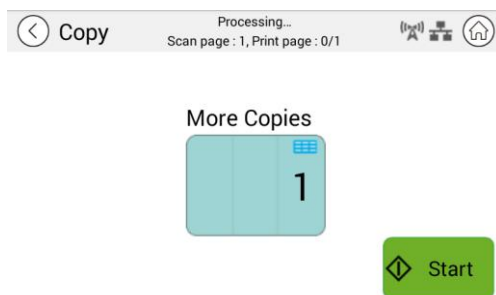 Copy
Processing...
Scan page : 1, Print page : 0/1
More Copies
1
Start